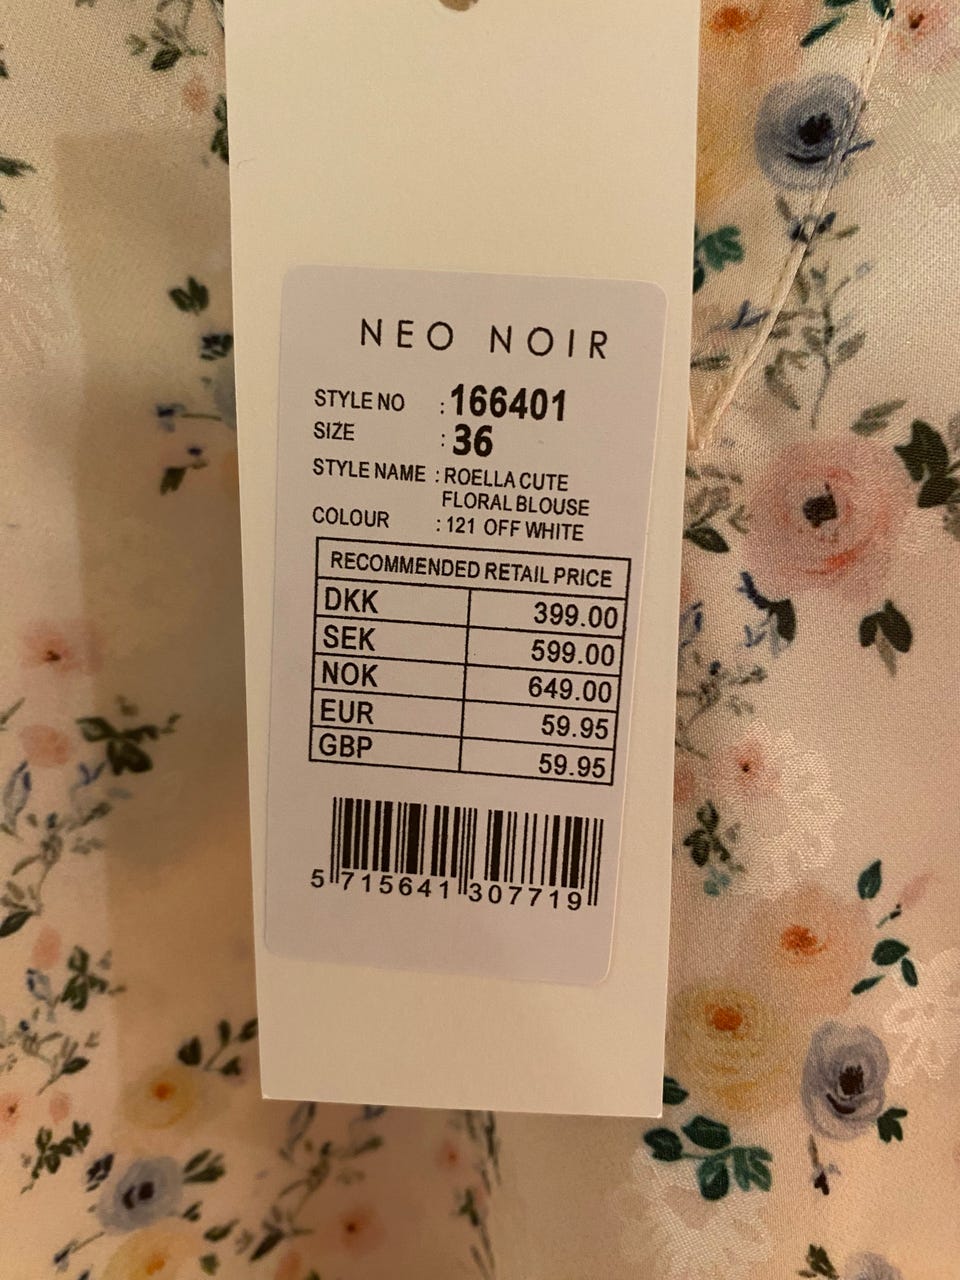 NEO NOIR
STYLE NO : 166401
SIZE : 36
STYLE NAME : ROELLA CUTE
FLORAL BLOUSE
COLOUR : 121 OFF WHITE
RECOMMENDED RETAIL PRICE
DKK 399.00
SEK 599.00
NOK 649.00
EUR 59.95
GBP 59.95
5 715641 307719